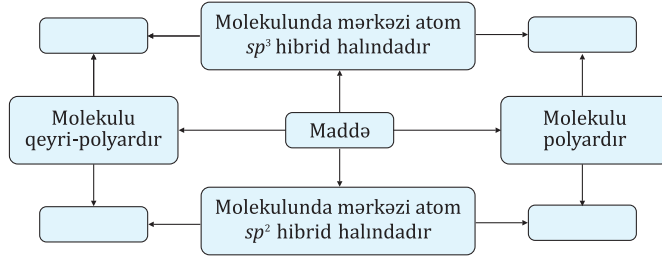 Molekulunda mərkəzi atom
sp³ hibrid halındadır
Molekulu
qeyri-polyardır
Maddə
Molekulu
polyardır
Molekulunda mərkəzi atom
sp² hibrid halındadır